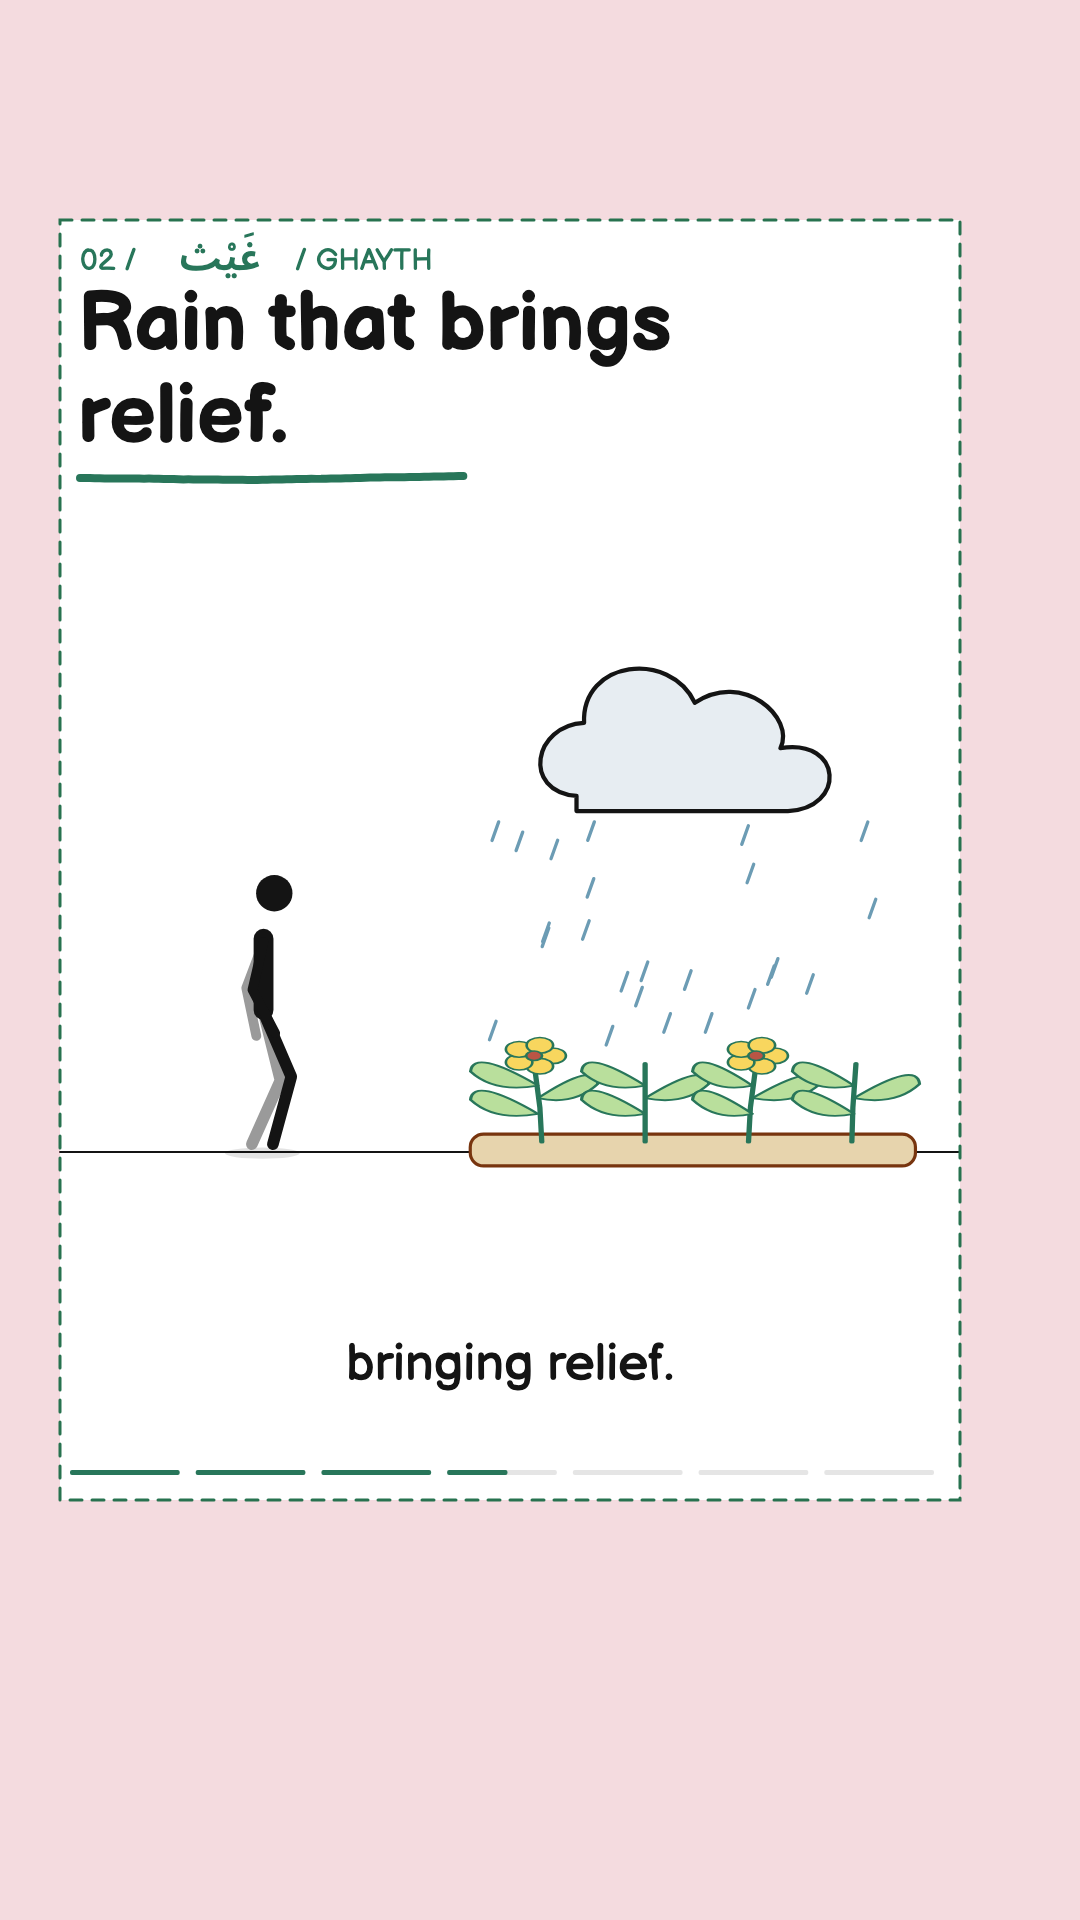 02 / غَيْث / GHAYTH
Rain that brings
relief.
bringing relief.